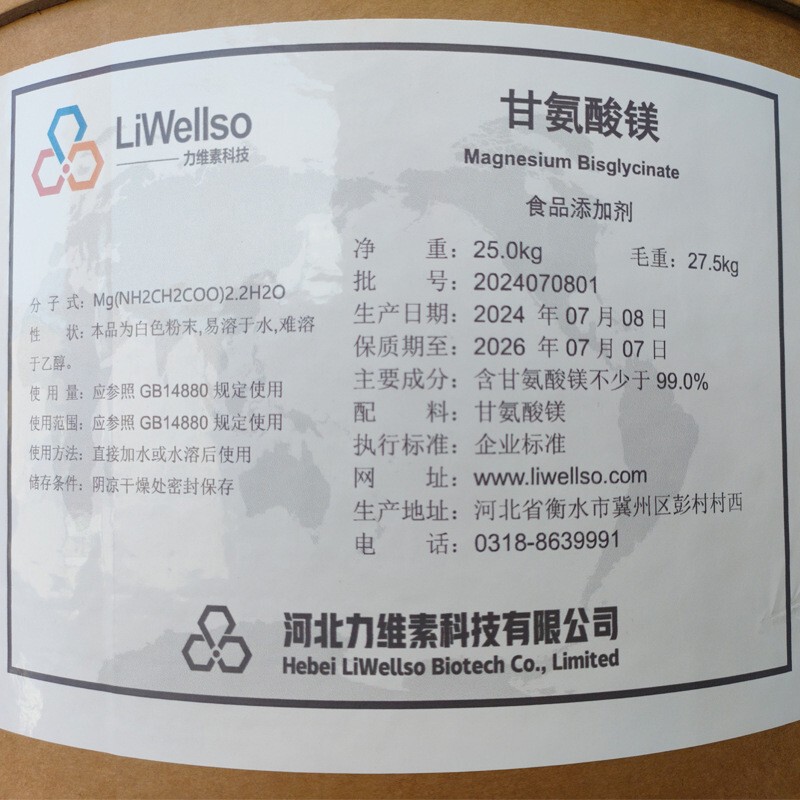 LiWellso
力维素科技
甘氨酸镁
Magnesium Bisglycinate
食品添加剂
净 重：25.0kg 毛重：27.5kg
批 号：2024070801
生产日期：2024 年 07 月 08 日
保质期至：2026 年 07 月 07 日
主要成分：含甘氨酸镁不少于 99.0%
配 料：甘氨酸镁
执行标准：企业标准
网 址：www.liwellso.com
生产地址：河北省衡水市冀州区彭村村西
电 话：0318-8639991
分 子 式：Mg(NH2CH2COO)2.2H2O
性 状：本品为白色粉末,易溶于水,难溶
于乙醇。
使 用 量：应参照 GB14880 规定使用
使用范围：应参照 GB14880 规定使用
使用方法：直接加水或水溶后使用
储存条件：阴凉干燥处密封保存
河北力维素科技有限公司
Hebei LiWellso Biotech Co., Limited